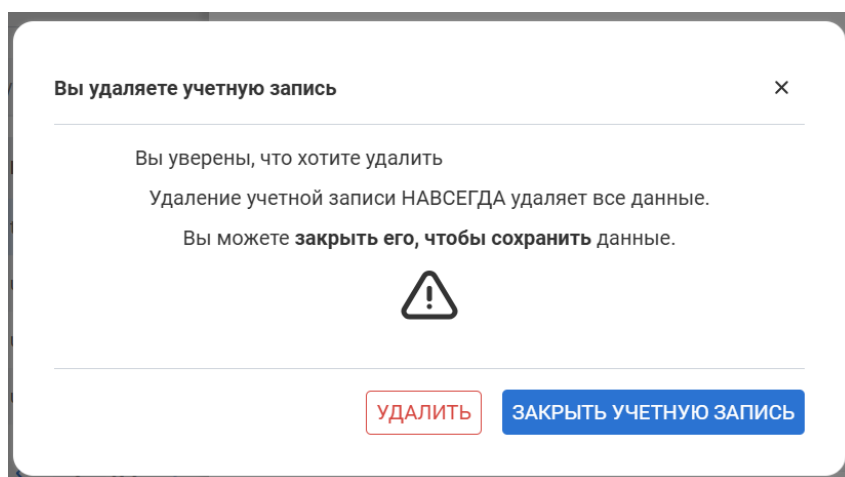 Вы удаляете учетную запись
Вы уверены, что хотите удалить
Удаление учетной записи НАВСЕГДА удаляет все данные.
Вы можете закрыть его, чтобы сохранить данные.
УДАЛИТЬ
ЗАКРЫТЬ УЧЕТНУЮ ЗАПИСЬ